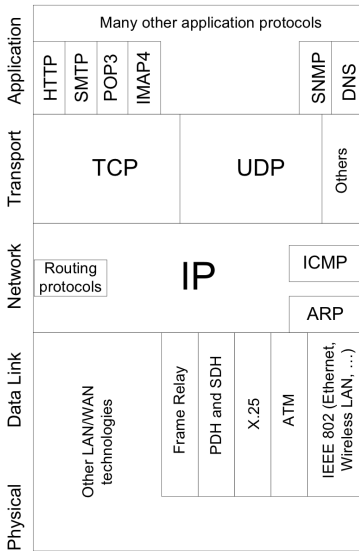 Application
Many other application protocols
HTTP
SMTP
POP3
IMAP4
SNMP
DNS
Transport
TCP
UDP
Others
Network
Routing
protocols
IP
ICMP
ARP
Data Link
Physical
Other LAN/WAN
technologies
Frame Relay
PDH and SDH
X.25
ATM
IEEE 802 (Ethernet,
Wireless LAN, ...)